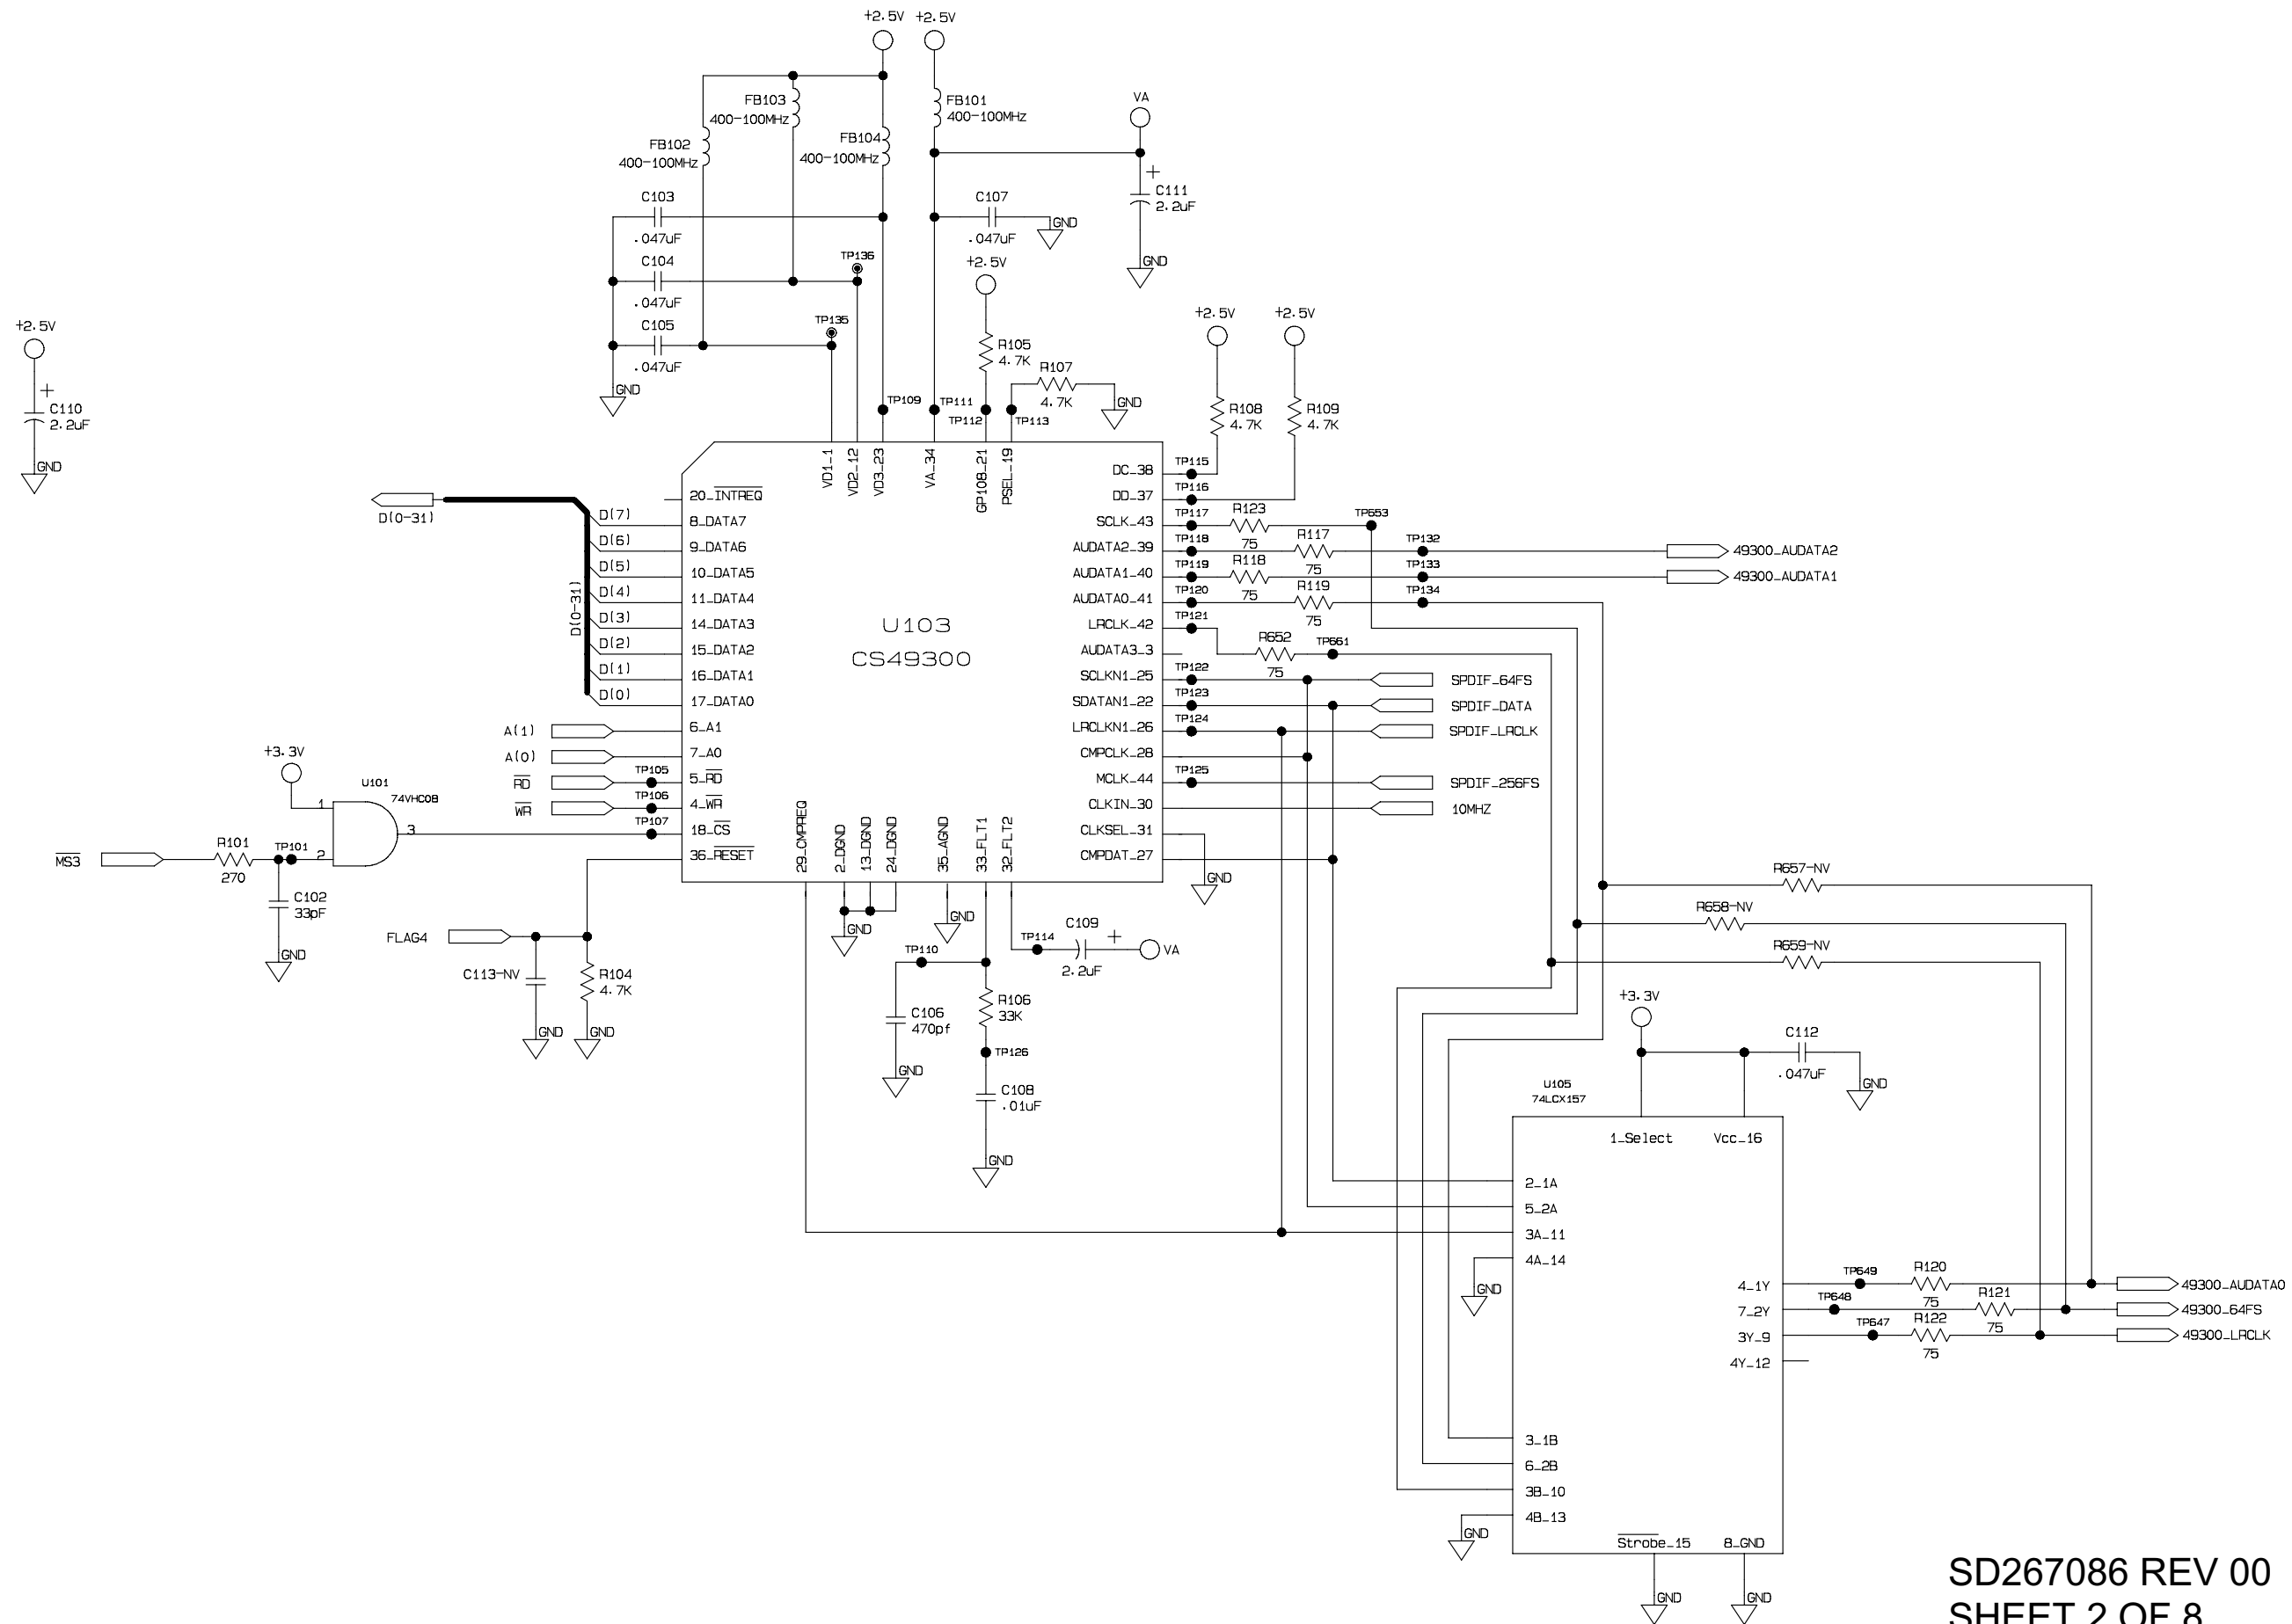 +2.5V +2.5V
FB103
400-100MHz
FB101
400-100MHz
VA
FB102
400-100MHz
FB104
400-100MHz
C103
.047uF
C107
.047uF
GND
C111
2.2uF
GND
C104
.047uF
TP136
+2.5V
C105
.047uF
TP135
GND
R105
4.7K
R107
4.7K
GND
TP109
TP111
TP112
TP113
+2.5V
C110
2.2uF
GND
+2.5V
+2.5V
R108
4.7K
R109
4.7K
VD1_1
VD2_12
VD3_23
VA_34
GP108_21
PSEL_19
D(0-31)
D(0-31)
D(7)
D(6)
D(5)
D(4)
D(3)
D(2)
D(1)
D(0)
20_INTREQ
8_DATA7
9_DATA6
10_DATA5
11_DATA4
14_DATA3
15_DATA2
16_DATA1
17_DATA0
A(1)
6_A1
A(0)
7_A0
RD
TP105
5_RD
WR
TP106
4_WR
TP107
18_CS
36_RESET
U103
CS49300
DC_38
TP115
DD_37
TP116
SCLK_43
TP117
R123
75
TP653
AUDATA2_39
TP118
R117
75
TP132
49300_AUDATA2
AUDATA1_40
TP119
R118
75
TP133
49300_AUDATA1
AUDATA0_41
TP120
R119
75
TP134
LRCLK_42
TP121
R652
75
TP661
AUDATA3_3
SCLKN1_25
TP122
SPDIF_64FS
SDATAN1_22
TP123
SPDIF_DATA
LRCLKN1_26
TP124
SPDIF_LRCLK
CMPCLK_28
MCLK_44
TP125
SPDIF_256FS
CLKIN_30
10MHZ
CLKSEL_31
CMPDAT_27
GND
+3.3V
U101
74VHC08
1
2
3
MS3
R101
270
TP101
C102
33pF
GND
FLAG4
C113-NV
GND
R104
4.7K
GND
29_CMPREQ
2_DGND
13_DGND
24_DGND
35_AGND
33_FLT1
32_FLT2
GND
GND
TP110
TP114
C109
2.2uF
VA
C106
470pf
GND
R106
33K
TP126
C108
.01uF
GND
R657-NV
R658-NV
R659-NV
+3.3V
C112
.047uF
GND
U105
74LCX157
1_Select
Vcc_16
2_1A
5_2A
3A_11
4A_14
GND
4_1Y
TP649
R120
75
49300_AUDATA0
7_2Y
TP648
R121
75
49300_64FS
3Y_9
TP647
R122
75
49300_LRCLK
4Y_12
3_1B
6_2B
3B_10
4B_13
GND
Strobe_15
8_GND
GND
GND
SD267086 REV 00
SHEET 2 OF 8